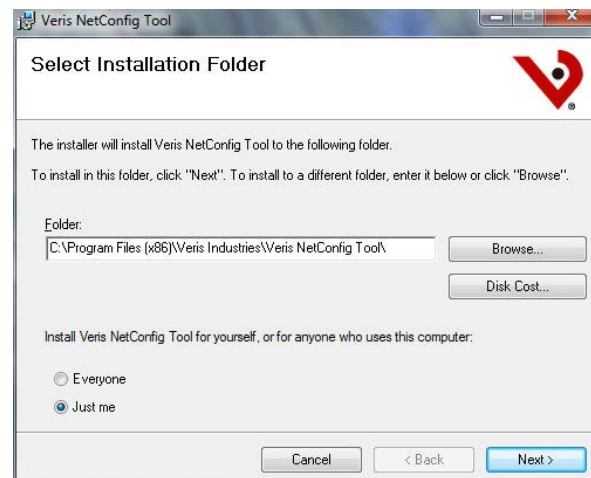 Veris NetConfig Tool
Select Installation Folder
The installer will install Veris NetConfig Tool to the following folder.
To install in this folder, click "Next". To install to a different folder, enter it below or click "Browse".
Folder:
C:\Program Files (x86)\Veris Industries\Veris NetConfig Tool\
Browse...
Disk Cost...
Install Veris NetConfig Tool for yourself, or for anyone who uses this computer:
Everyone
Just me
Cancel
< Back
Next >